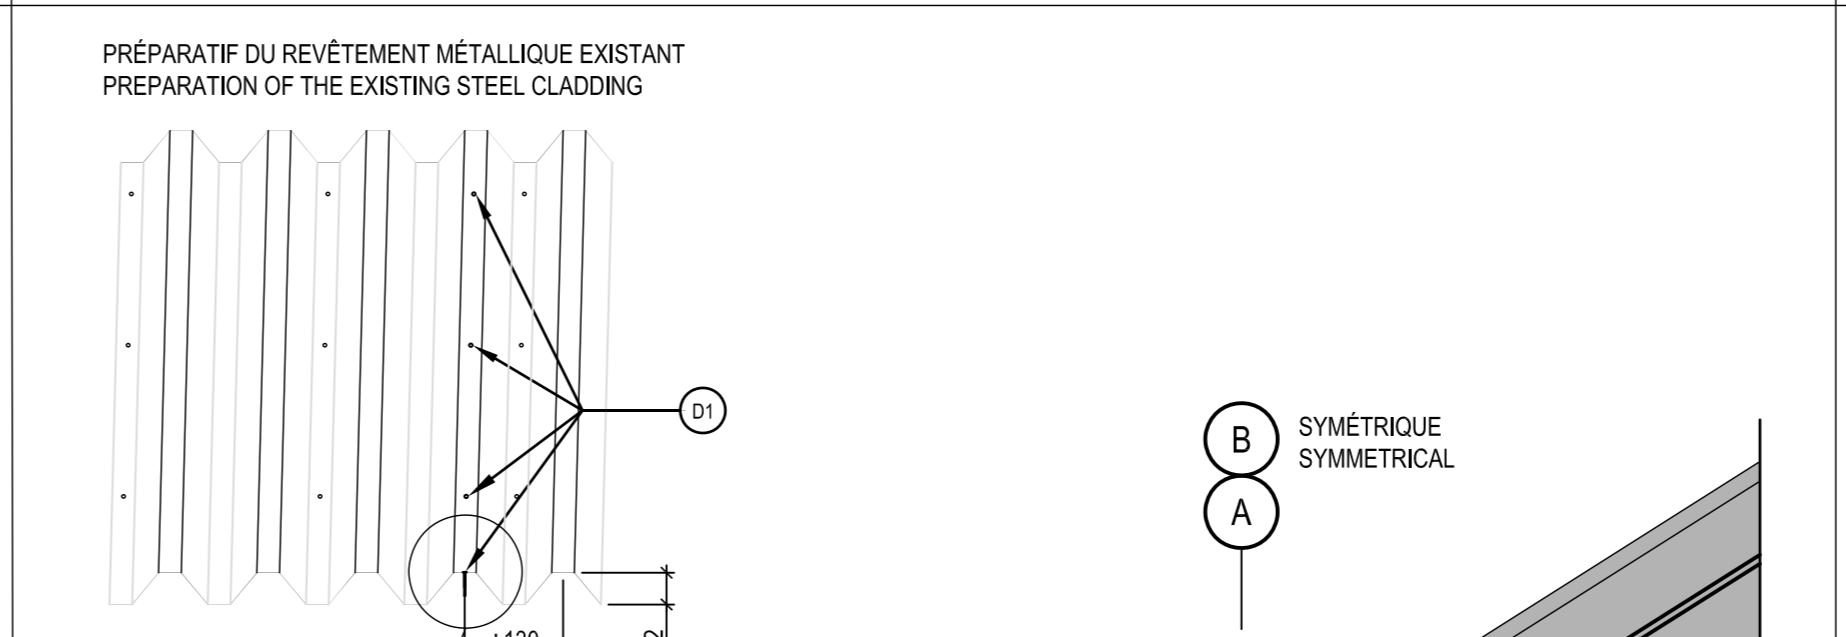 PRÉPARATIF DU REVÊTEMENT MÉTALLIQUE EXISTANT
PREPARATION OF THE EXISTING STEEL CLADDING
D1
B
SYMÉTRIQUE
SYMMETRICAL
A